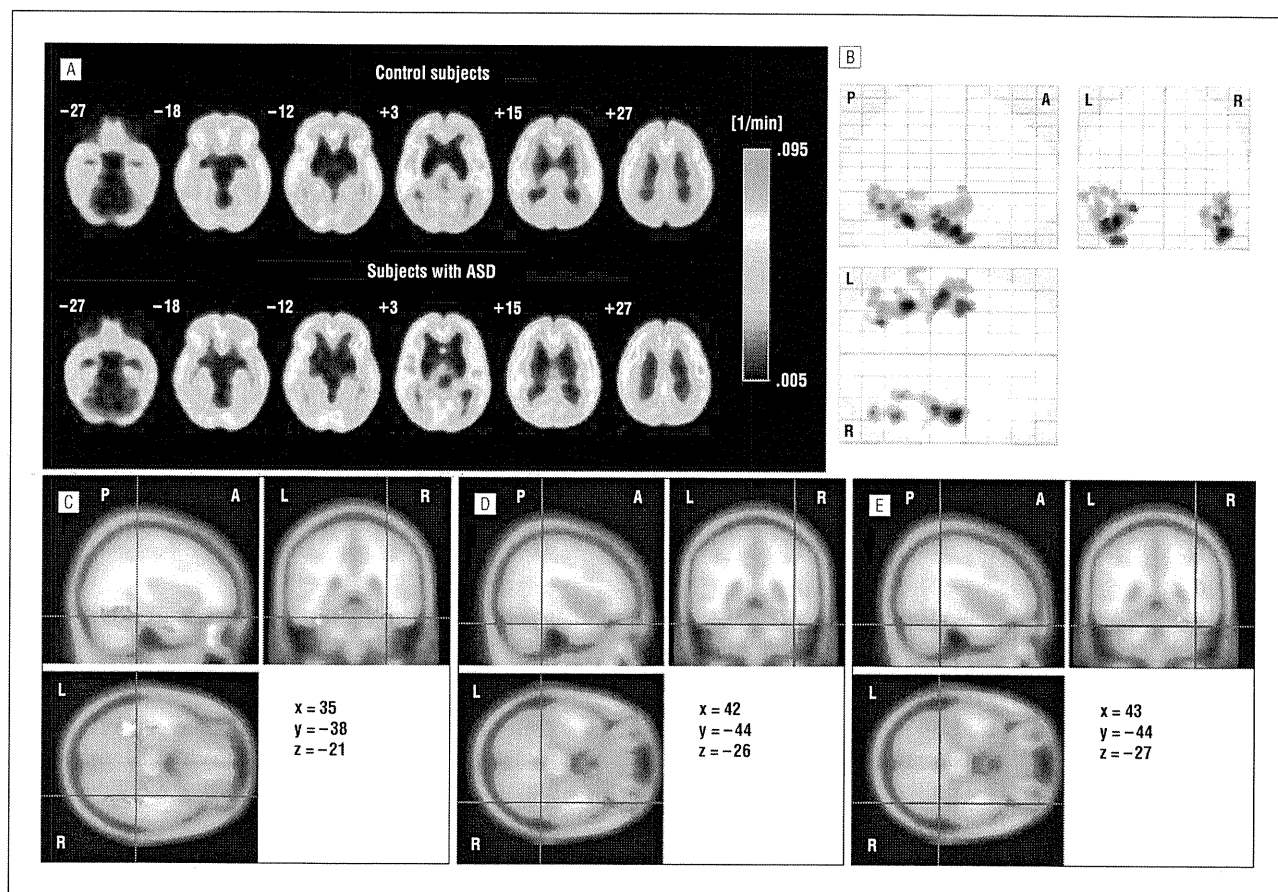 A
Control subjects
−27 −18 −12 +3 +15 +27
[1/min]
.095
.005
Subjects with ASD
−27 −18 −12 +3 +15 +27
B
P A
L R
L
R
C
P A
L R
L
R
x = 35
y = −38
z = −21
D
P A
L R
L
R
x = 42
y = −44
z = −26
E
P A
L R
L
R
x = 43
y = −44
z = −27